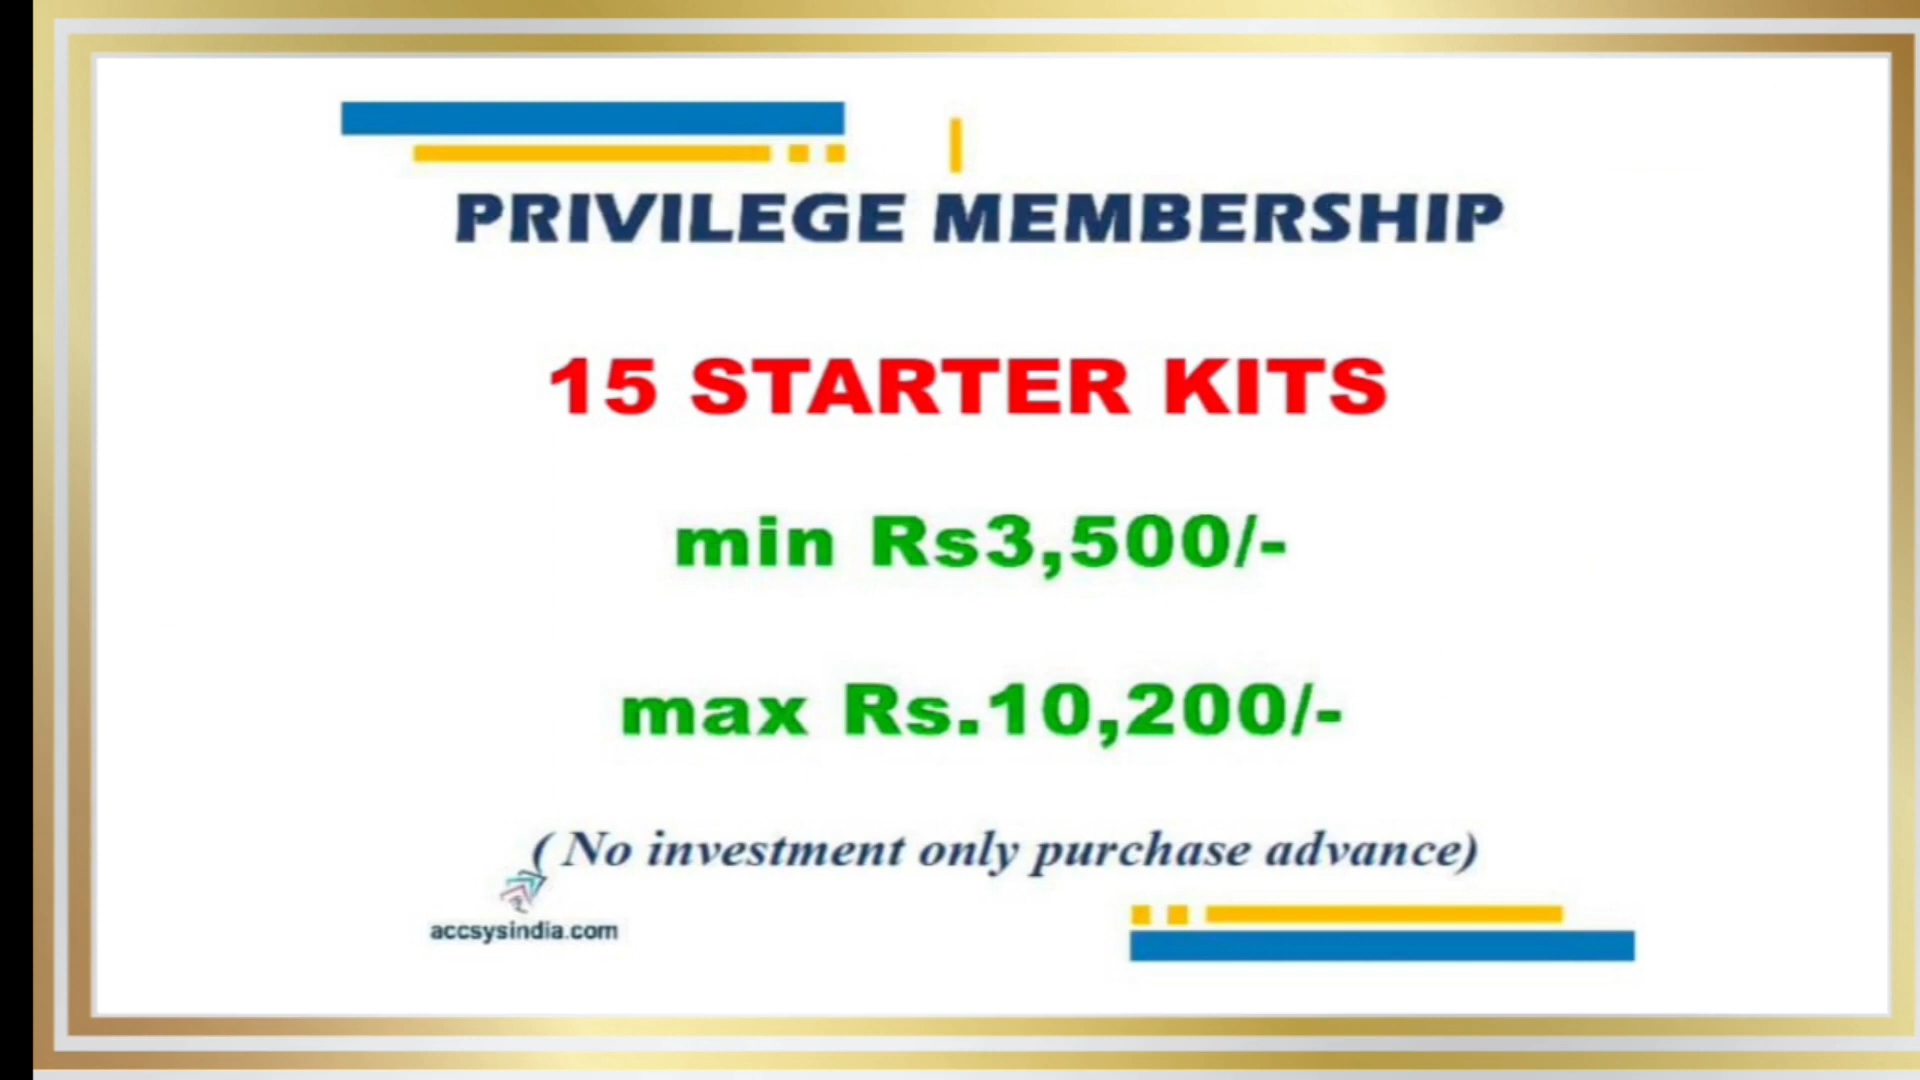 PRIVILEGE MEMBERSHIP
15 STARTER KITS
min Rs3,500/-
max Rs.10,200/-
( No investment only purchase advance)
accsysindia.com